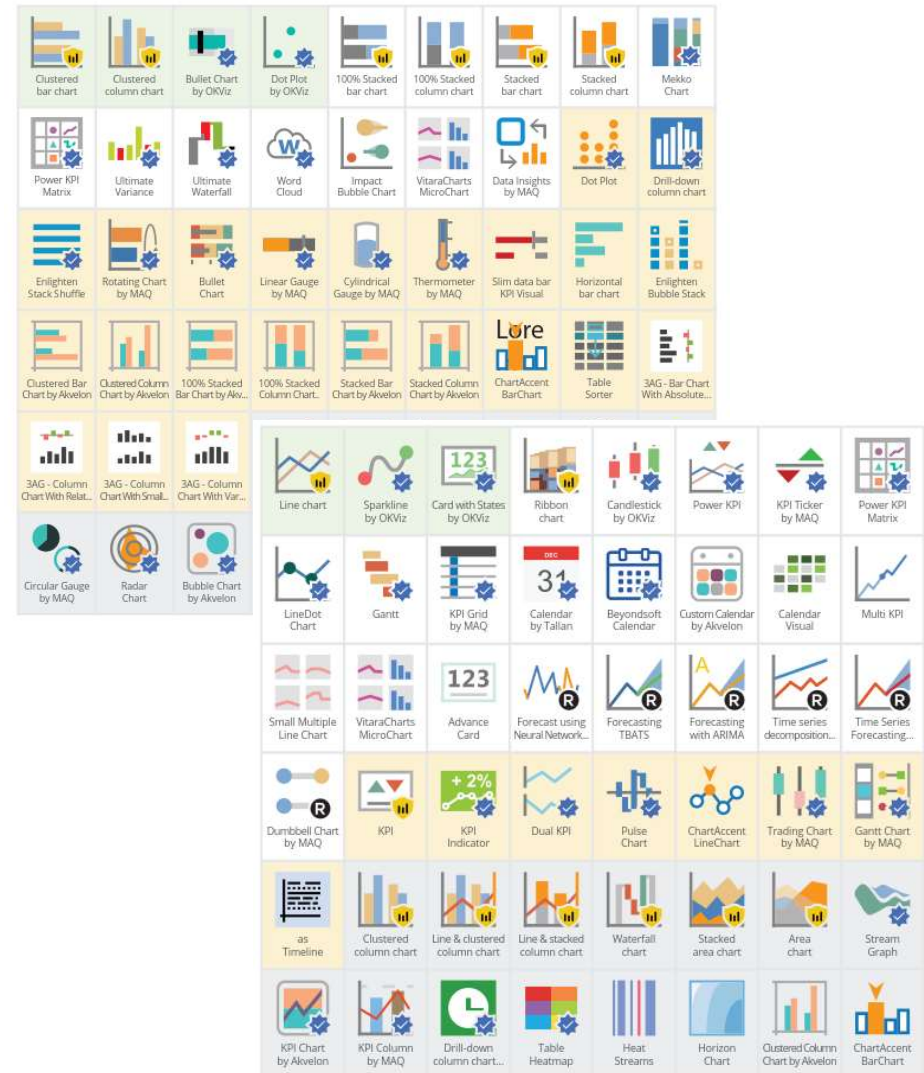 Clustered
bar chart
Clustered
column chart
Bullet Chart
by OKViz
Dot Plot
by OKViz
100% Stacked
bar chart
100% Stacked
column chart
Stacked
bar chart
Stacked
column chart
Mekko
Chart
Power KPI
Matrix
Ultimate
Variance
Ultimate
Waterfall
W
Word
Cloud
Impact
Bubble Chart
VitaraCharts
MicroChart
Data Insights
by MAQ
Dot Plot
Drill-down
column chart
Enlighten
Stack Shuffle
Rotating Chart
by MAQ
Bullet
Chart
Linear Gauge
by MAQ
Cylindrical
Gauge by MAQ
Thermometer
by MAQ
Slim data bar
KPI Visual
Horizontal
bar chart
Enlighten
Bubble Stack
Clustered Bar
Chart by Akvelon
Clustered Column
Chart by Akvelon
100% Stacked
Bar Chart by Akv...
100% Stacked
Column Chart..
Stacked Bar
Chart by Akvelon
Stacked Column
Chart by Akvelon
Lore
ChartAccent
BarChart
Table
Sorter
3AG - Bar Chart
With Absolute...
3AG - Column
Chart With Relat...
3AG - Column
Chart With Small...
3AG - Column
Chart With Var...
Circular Gauge
by MAQ
Radar
Chart
Bubble Chart
by Akvelon
Line chart
Sparkline
by OKViz
123
Card with States
by OKViz
Ribbon
chart
Candlestick
by OKViz
Power KPI
KPI Ticker
by MAQ
Power KPI
Matrix
LineDot
Chart
Gantt
KPI Grid
by MAQ
DEC
31
Calendar
by Tallan
Beyondsoft
Calendar
Custom Calendar
by Akvelon
Calendar
Visual
Multi KPI
Small Multiple
Line Chart
VitaraCharts
MicroChart
123
Advance
Card
R
Forecast using
Neural Network...
R
Forecasting
TBATS
A
R
Forecasting
with ARIMA
R
Time series
decomposition...
R
Time Series
Forecasting...
R
Dumbbell Chart
by MAQ
KPI
+ 2%
KPI
Indicator
Dual KPI
Pulse
Chart
ChartAccent
LineChart
Trading Chart
by MAQ
Gantt Chart
by MAQ
as
Timeline
Clustered
column chart
Line & clustered
column chart
Line & stacked
column chart
Waterfall
chart
Stacked
area chart
Area
chart
Stream
Graph
KPI Chart
by Akvelon
KPI Column
by MAQ
Drill-down
column chart...
Table
Heatmap
Heat
Streams
Horizon
Chart
Clustered Column
Chart by Akvelon
ChartAccent
BarChart